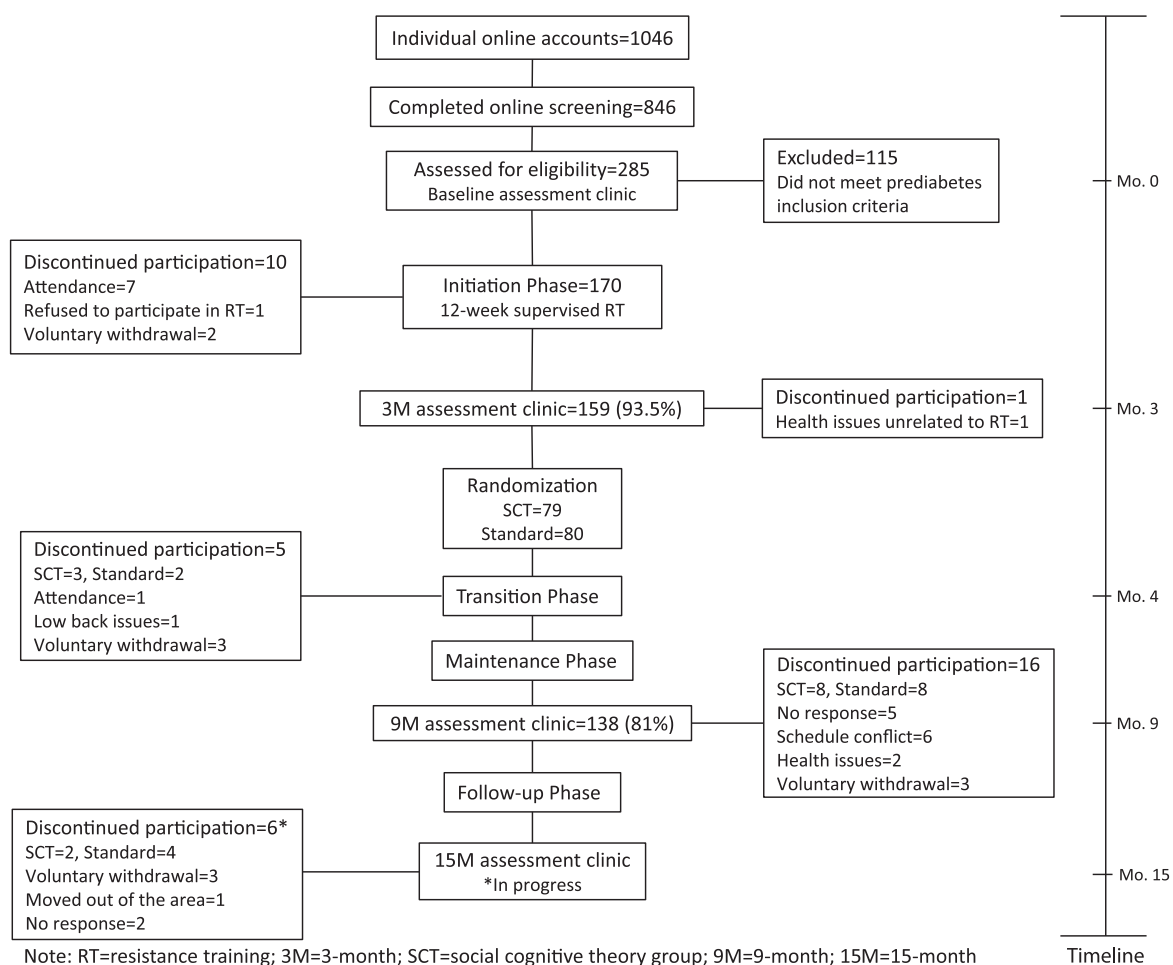 Individual online accounts=1046
Completed online screening=846
Assessed for eligibility=285
Baseline assessment clinic
Excluded=115
Did not meet prediabetes
inclusion criteria
Mo. 0
Discontinued participation=10
Attendance=7
Refused to participate in RT=1
Voluntary withdrawal=2
Initiation Phase=170
12-week supervised RT
3M assessment clinic=159 (93.5%)
Discontinued participation=1
Health issues unrelated to RT=1
Mo. 3
Randomization
SCT=79
Standard=80
Discontinued participation=5
SCT=3, Standard=2
Attendance=1
Low back issues=1
Voluntary withdrawal=3
Transition Phase
Mo. 4
Maintenance Phase
9M assessment clinic=138 (81%)
Discontinued participation=16
SCT=8, Standard=8
No response=5
Schedule conflict=6
Health issues=2
Voluntary withdrawal=3
Mo. 9
Follow-up Phase
Discontinued participation=6*
SCT=2, Standard=4
Voluntary withdrawal=3
Moved out of the area=1
No response=2
15M assessment clinic
*In progress
Mo. 15
Note: RT=resistance training; 3M=3-month; SCT=social cognitive theory group; 9M=9-month; 15M=15-month
Timeline